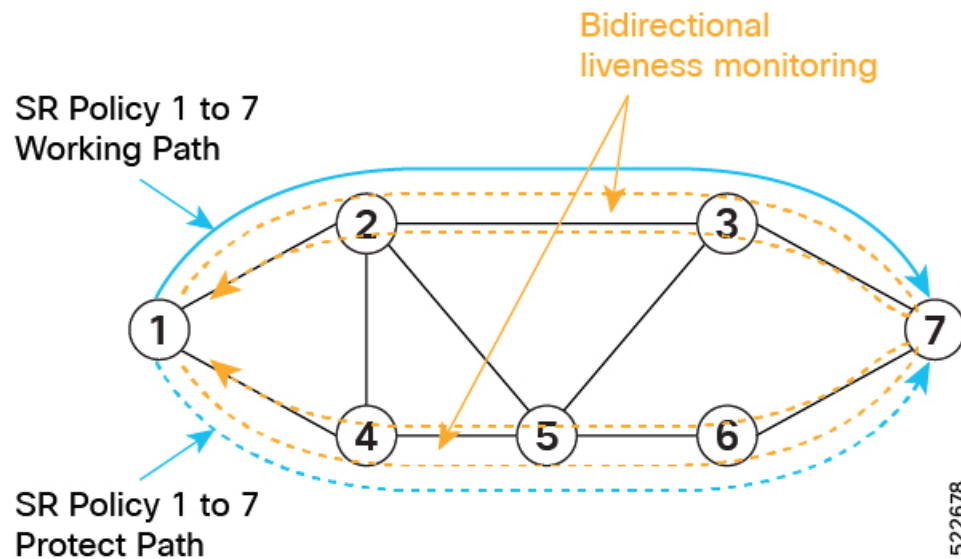 Bidirectional
liveness monitoring
SR Policy 1 to 7
Working Path
2
3
1
7
4
5
6
SR Policy 1 to 7
Protect Path
522678